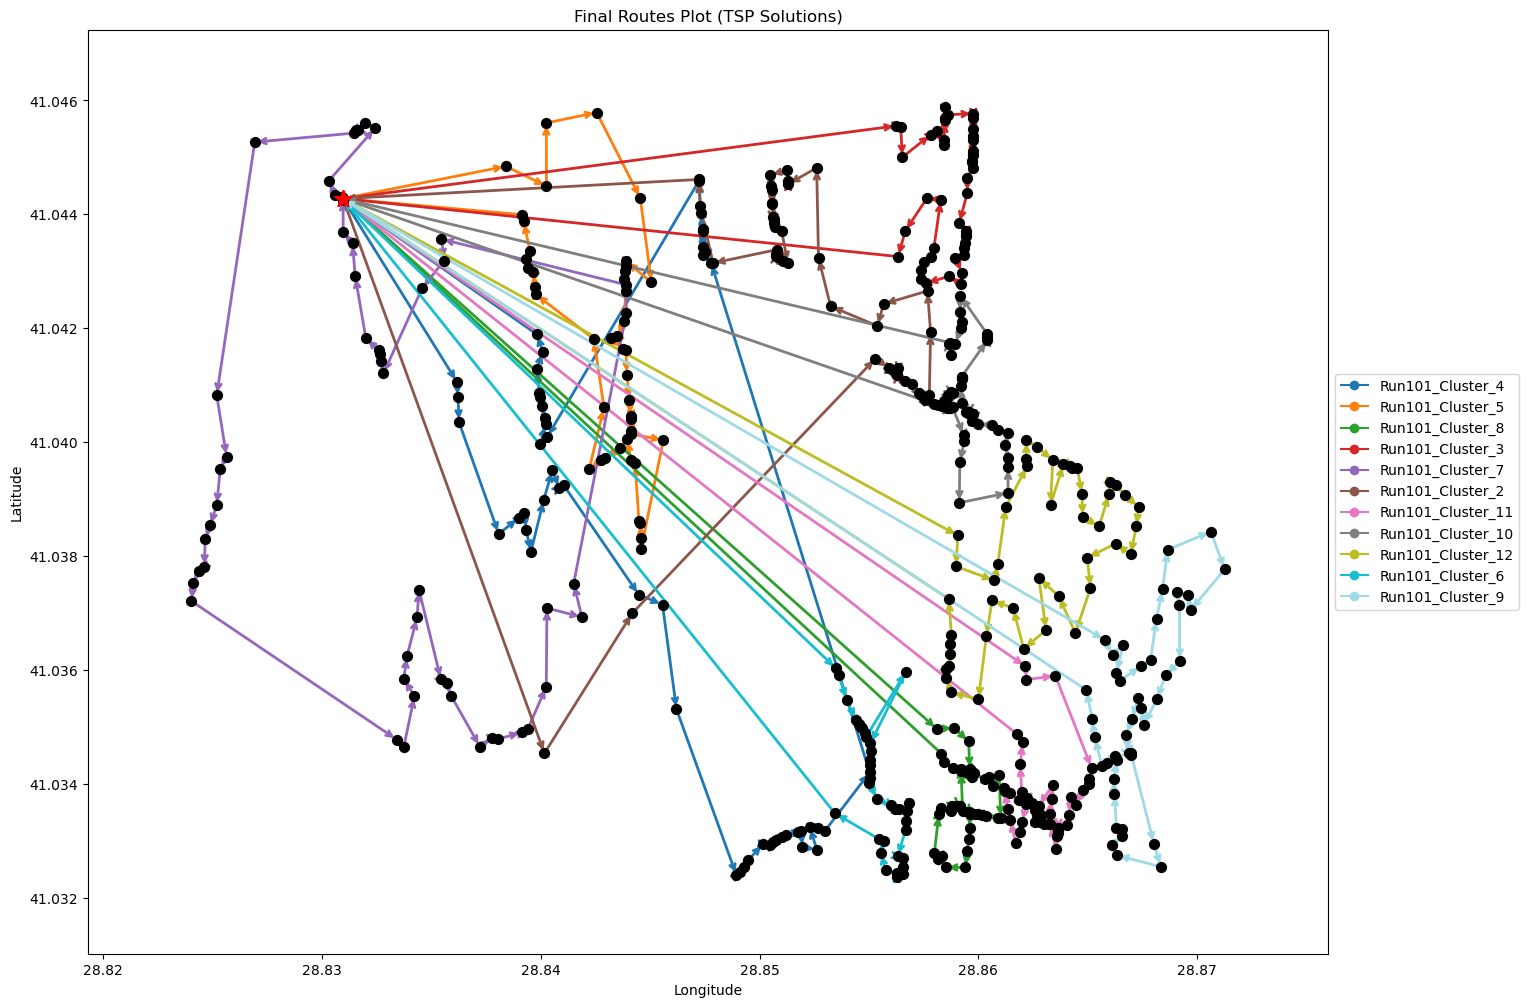 Final Routes Plot (TSP Solutions)
Latitude
41.046
41.044
41.042
41.040
41.038
41.036
41.034
41.032
28.82
28.83
28.84
28.85
28.86
28.87
Longitude
Run101_Cluster_4
Run101_Cluster_5
Run101_Cluster_8
Run101_Cluster_3
Run101_Cluster_7
Run101_Cluster_2
Run101_Cluster_11
Run101_Cluster_10
Run101_Cluster_12
Run101_Cluster_6
Run101_Cluster_9